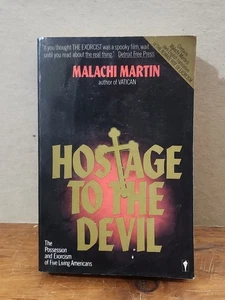 "If you thought THE EXORCIST was a spooky film, wait
until you read about the real thing." Detroit Free Press
MALACHI MARTIN
author of VATICAN
HOSTAGE
TO THE
DEVIL
The
Possession
and Exorcism
of Five Living Americans